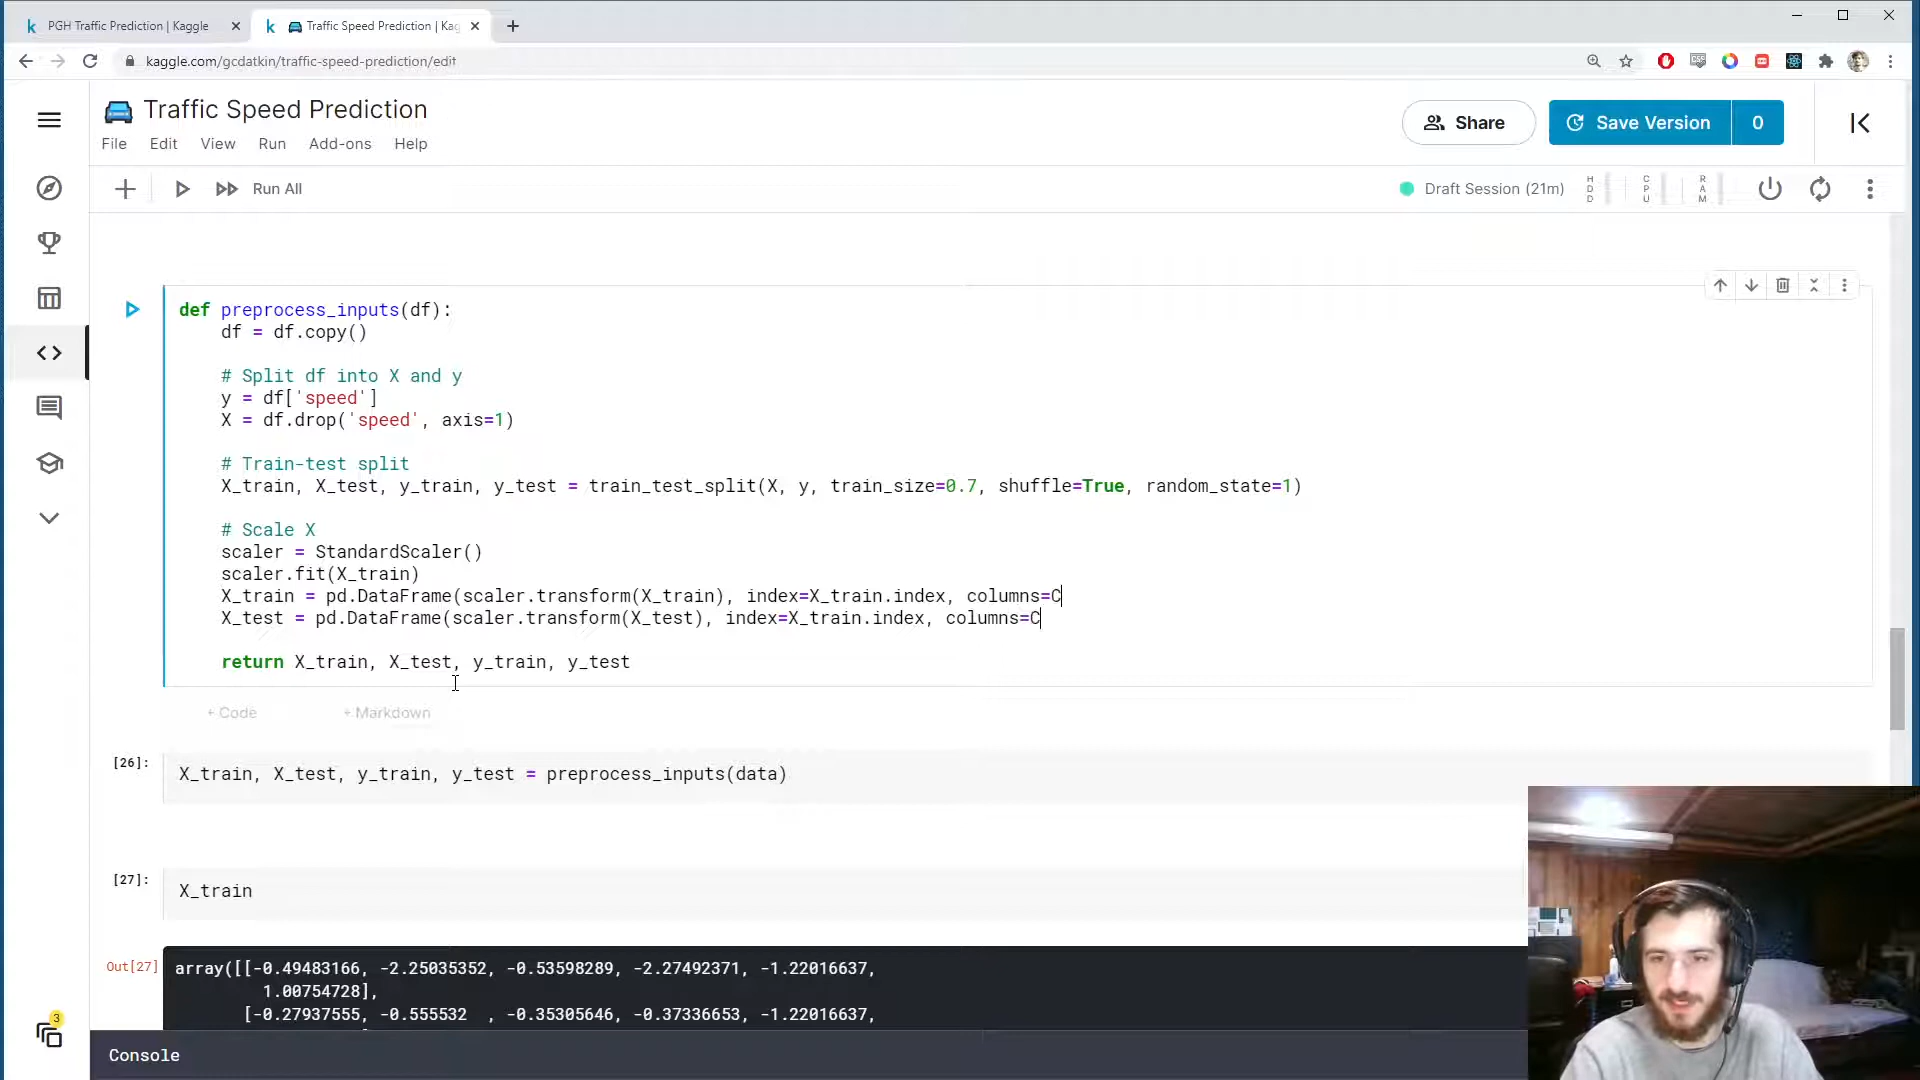 PGH Traffic Prediction | Kaggle
Traffic Speed Prediction | Kag
kaggle.com/gcdatkin/traffic-speed-prediction/edit
Traffic Speed Prediction
File Edit View Run Add-ons Help
Share
Save Version 0
Run All
Draft Session (21m)
HDD
CPU
RAM
def preprocess_inputs(df):
df = df.copy()
# Split df into X and y
y = df['speed']
X = df.drop('speed', axis=1)
# Train-test split
X_train, X_test, y_train, y_test = train_test_split(X, y, train_size=0.7, shuffle=True, random_state=1)
# Scale X
scaler = StandardScaler()
scaler.fit(X_train)
X_train = pd.DataFrame(scaler.transform(X_train), index=X_train.index, columns=C
X_test = pd.DataFrame(scaler.transform(X_test), index=X_train.index, columns=C
return X_train, X_test, y_train, y_test
+ Code + Markdown
[26]:
X_train, X_test, y_train, y_test = preprocess_inputs(data)
[27]:
X_train
Out[27]
array([[-0.49483166, -2.25035352, -0.53598289, -2.27492371, -1.22016637,
1.00754728],
[-0.27937555, -0.555532 , -0.35305646, -0.37336653, -1.22016637,
3
Console